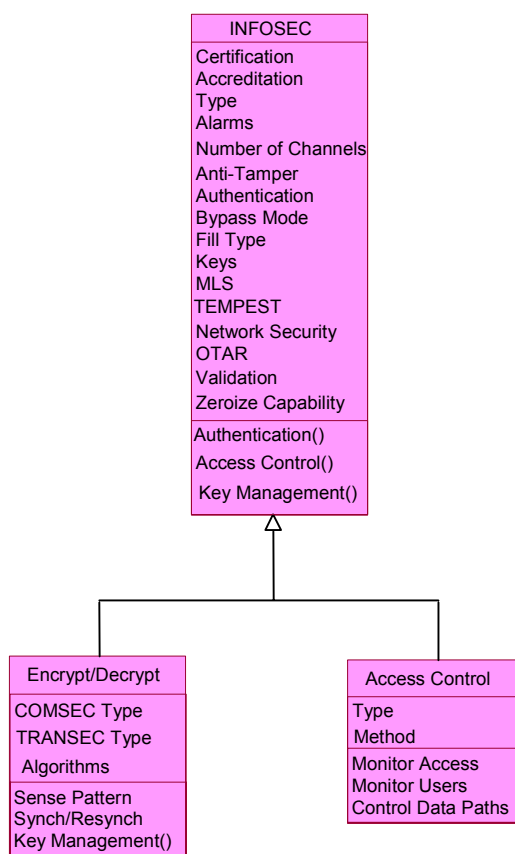 INFOSEC
Certification
Accreditation
Type
Alarms
Number of Channels
Anti-Tamper
Authentication
Bypass Mode
Fill Type
Keys
MLS
TEMPEST
Network Security
OTAR
Validation
Zeroize Capability
Authentication()
Access Control()
Key Management()
Encrypt/Decrypt
COMSEC Type
TRANSEC Type
Algorithms
Sense Pattern
Synch/Resynch
Key Management()
Access Control
Type
Method
Monitor Access
Monitor Users
Control Data Paths